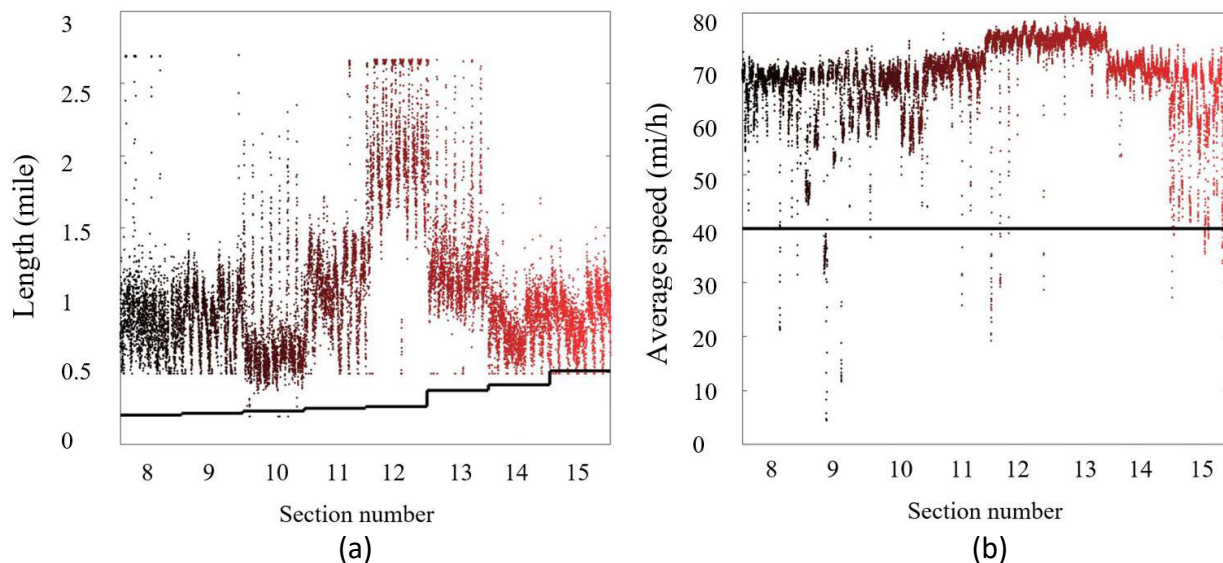 3
2.5
2
1.5
1
0.5
0
Length (mile)
8 9 10 11 12 13 14 15
Section number
(a)
80
70
60
50
40
30
20
10
0
Average speed (mi/h)
8 9 10 11 12 13 14 15
Section number
(b)